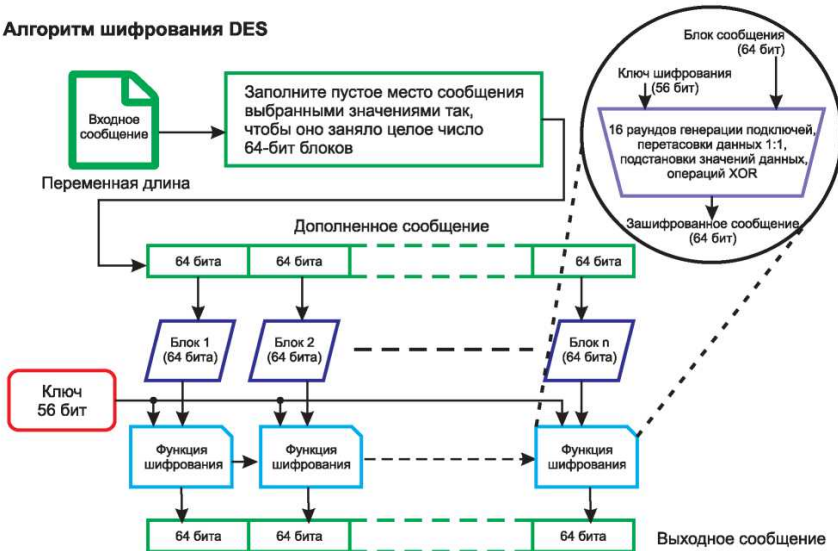 Алгоритм шифрования DES
Входное
сообщение
Переменная длина
Заполните пустое место сообщения
выбранными значениями так,
чтобы оно заняло целое число
64-бит блоков
Блок сообщения
(64 бит)
Ключ шифрования
(56 бит)
16 раундов генерации подключей,
перетасовки данных 1:1,
подстановки значений данных,
операций XOR
Зашифрованное сообщение
(64 бит)
Дополненное сообщение
64 бита
64 бита
64 бита
Блок 1
(64 бита)
Блок 2
(64 бита)
Блок n
(64 бита)
Ключ
56 бит
Функция
шифрования
Функция
шифрования
Функция
шифрования
64 бита
64 бита
64 бита
Выходное сообщение